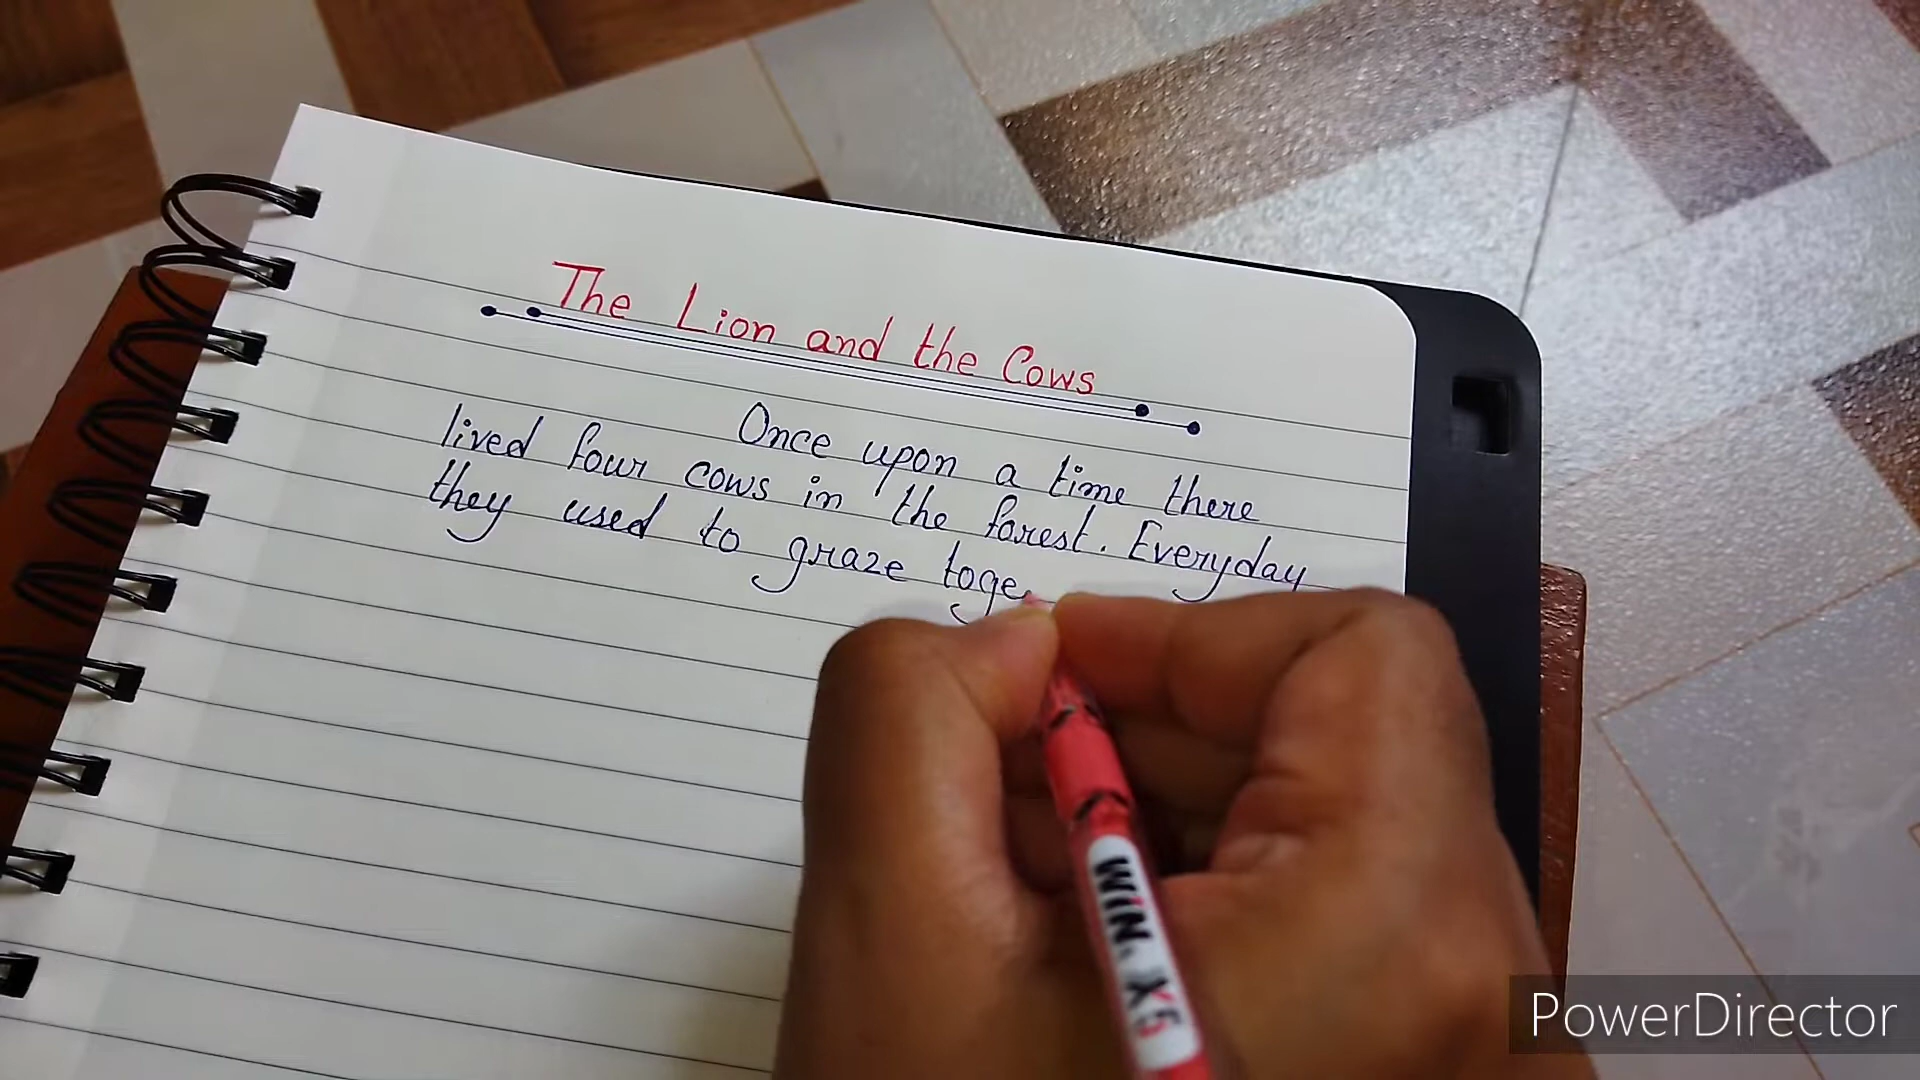 The Lion and the Cows
Once upon a time there
lived four cows in the forest. Everyday
they used to graze toge
WIN. X5
PowerDirector